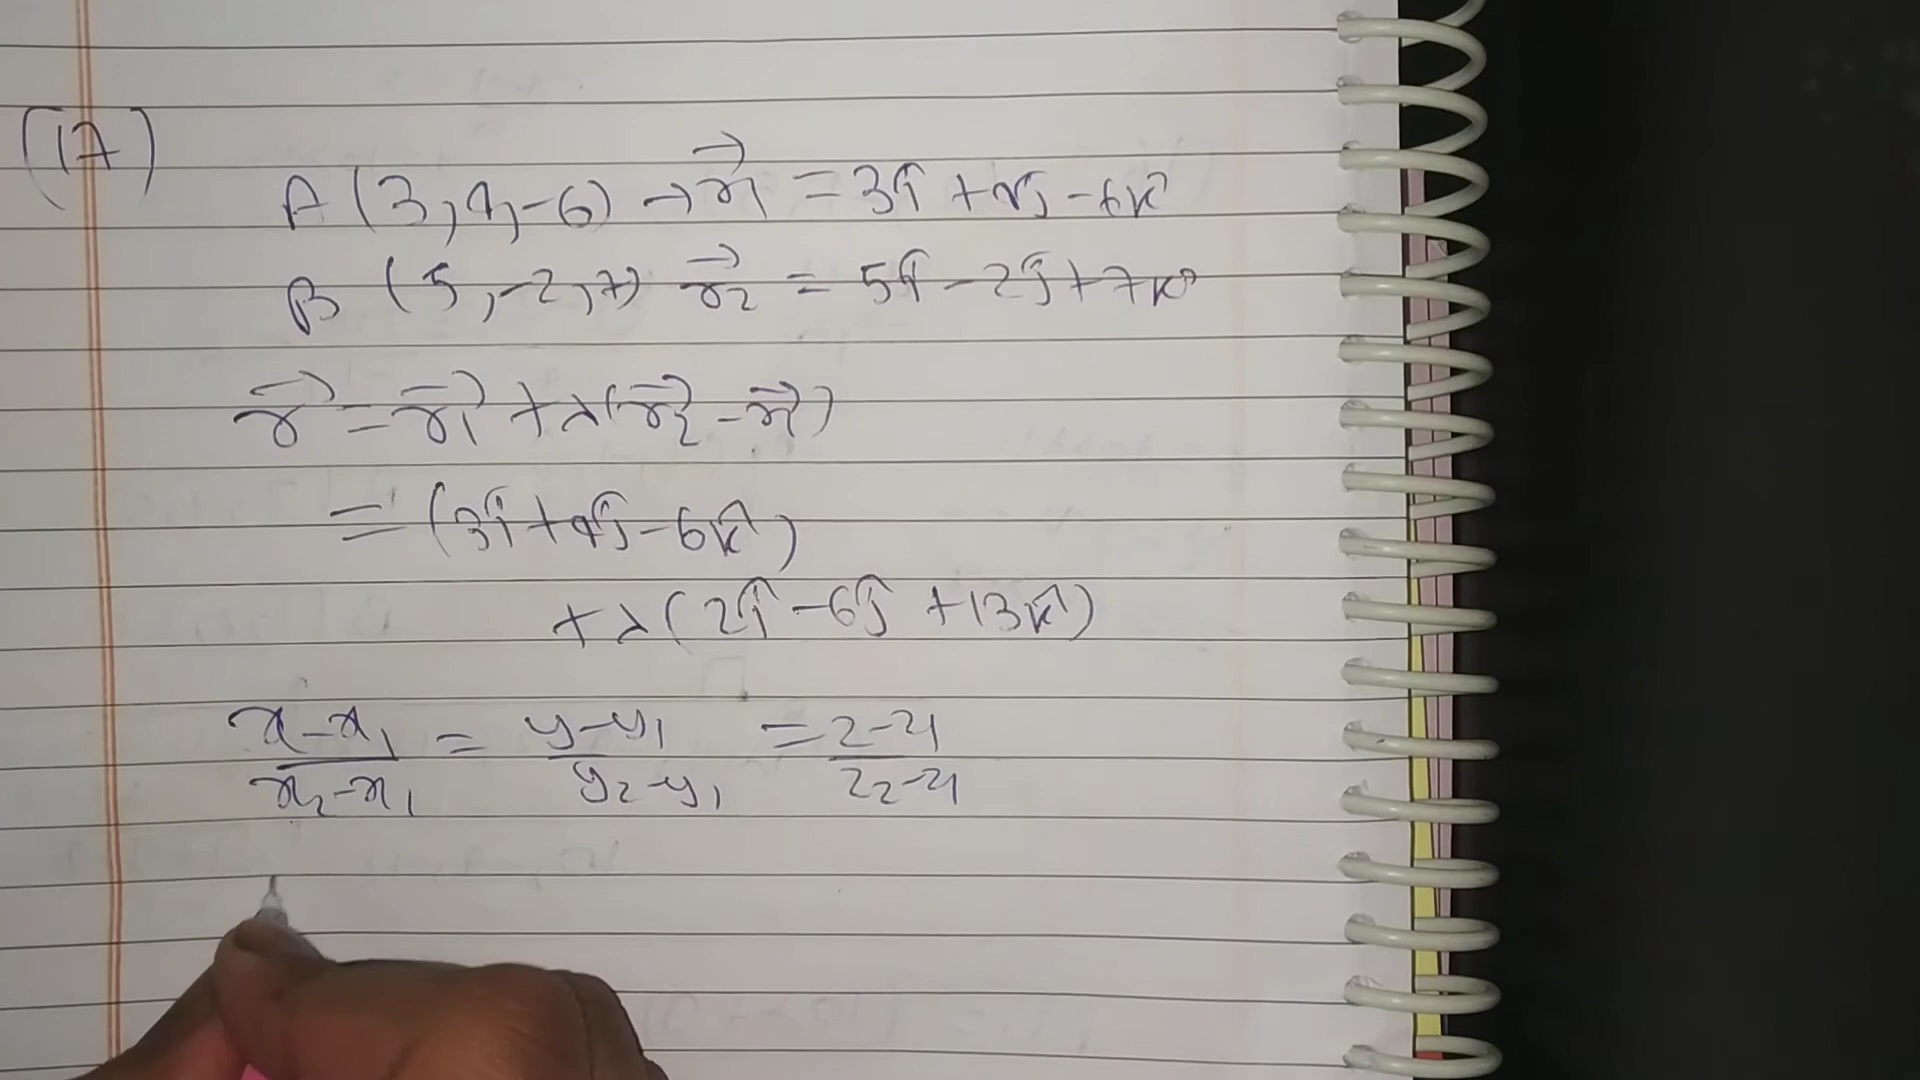 (17)
A (3,4,-6) → r⃗₁ = 3î + 4ĵ - 6k̂
B (5,-2,7) r⃗₂ = 5î - 2ĵ + 7k̂
r⃗ = r⃗₁ + λ(r⃗₂ - r⃗₁)
= (3î + 4ĵ - 6k̂)
+ λ(2î - 6ĵ + 13k̂)
(x-x₁)/(x₂-x₁) = (y-y₁)/(y₂-y₁) = (z-z₁)/(z₂-z₁)